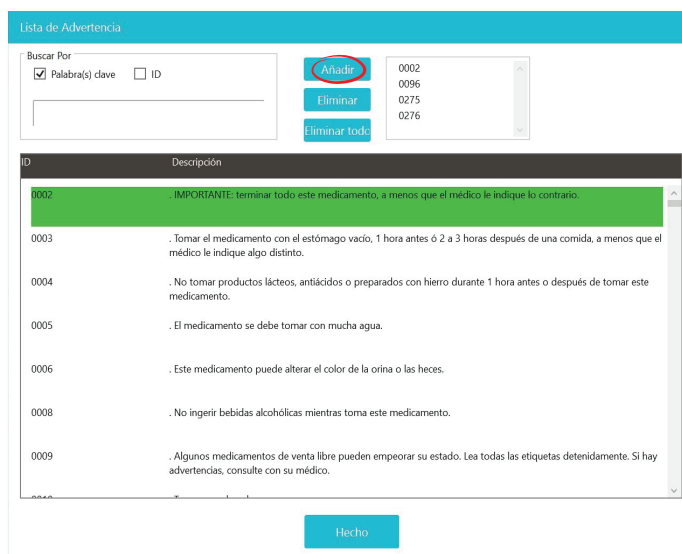 Lista de Advertencia
Buscar Por
Palabra(s) clave ID
Añadir
Eliminar
Eliminar todo
0002
0096
0275
0276
ID Descripción
0002 . IMPORTANTE: terminar todo este medicamento, a menos que el médico le indique lo contrario.
0003 . Tomar el medicamento con el estómago vacío, 1 hora antes ó 2 a 3 horas después de una comida, a menos que el
médico le indique algo distinto.
0004 . No tomar productos lácteos, antiácidos o preparados con hierro durante 1 hora antes o después de tomar este
medicamento.
0005 . El medicamento se debe tomar con mucha agua.
0006 . Este medicamento puede alterar el color de la orina o las heces.
0008 . No ingerir bebidas alcohólicas mientras toma este medicamento.
0009 . Algunos medicamentos de venta libre pueden empeorar su estado. Lea todas las etiquetas detenidamente. Si hay
advertencias, consulte con su médico.
Hecho